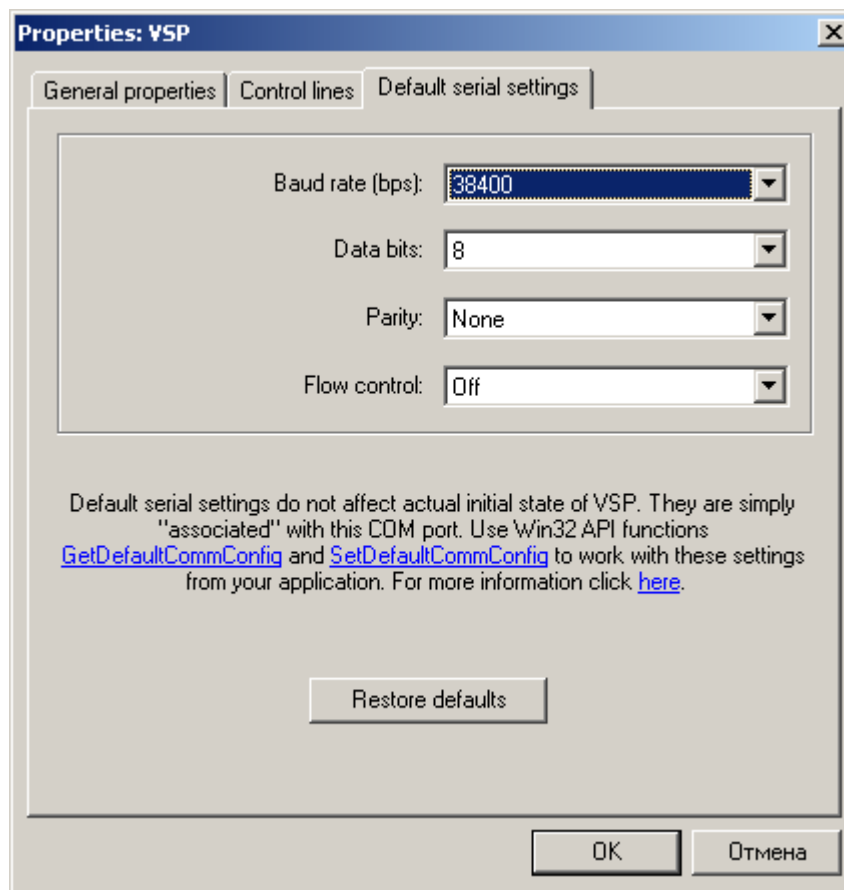 Properties: VSP
General properties Control lines Default serial settings
Baud rate (bps): 38400
Data bits: 8
Parity: None
Flow control: Off
Default serial settings do not affect actual initial state of VSP. They are simply
"associated" with this COM port. Use Win32 API functions
GetDefaultCommConfig and SetDefaultCommConfig to work with these settings
from your application. For more information click here.
Restore defaults
OK Отмена